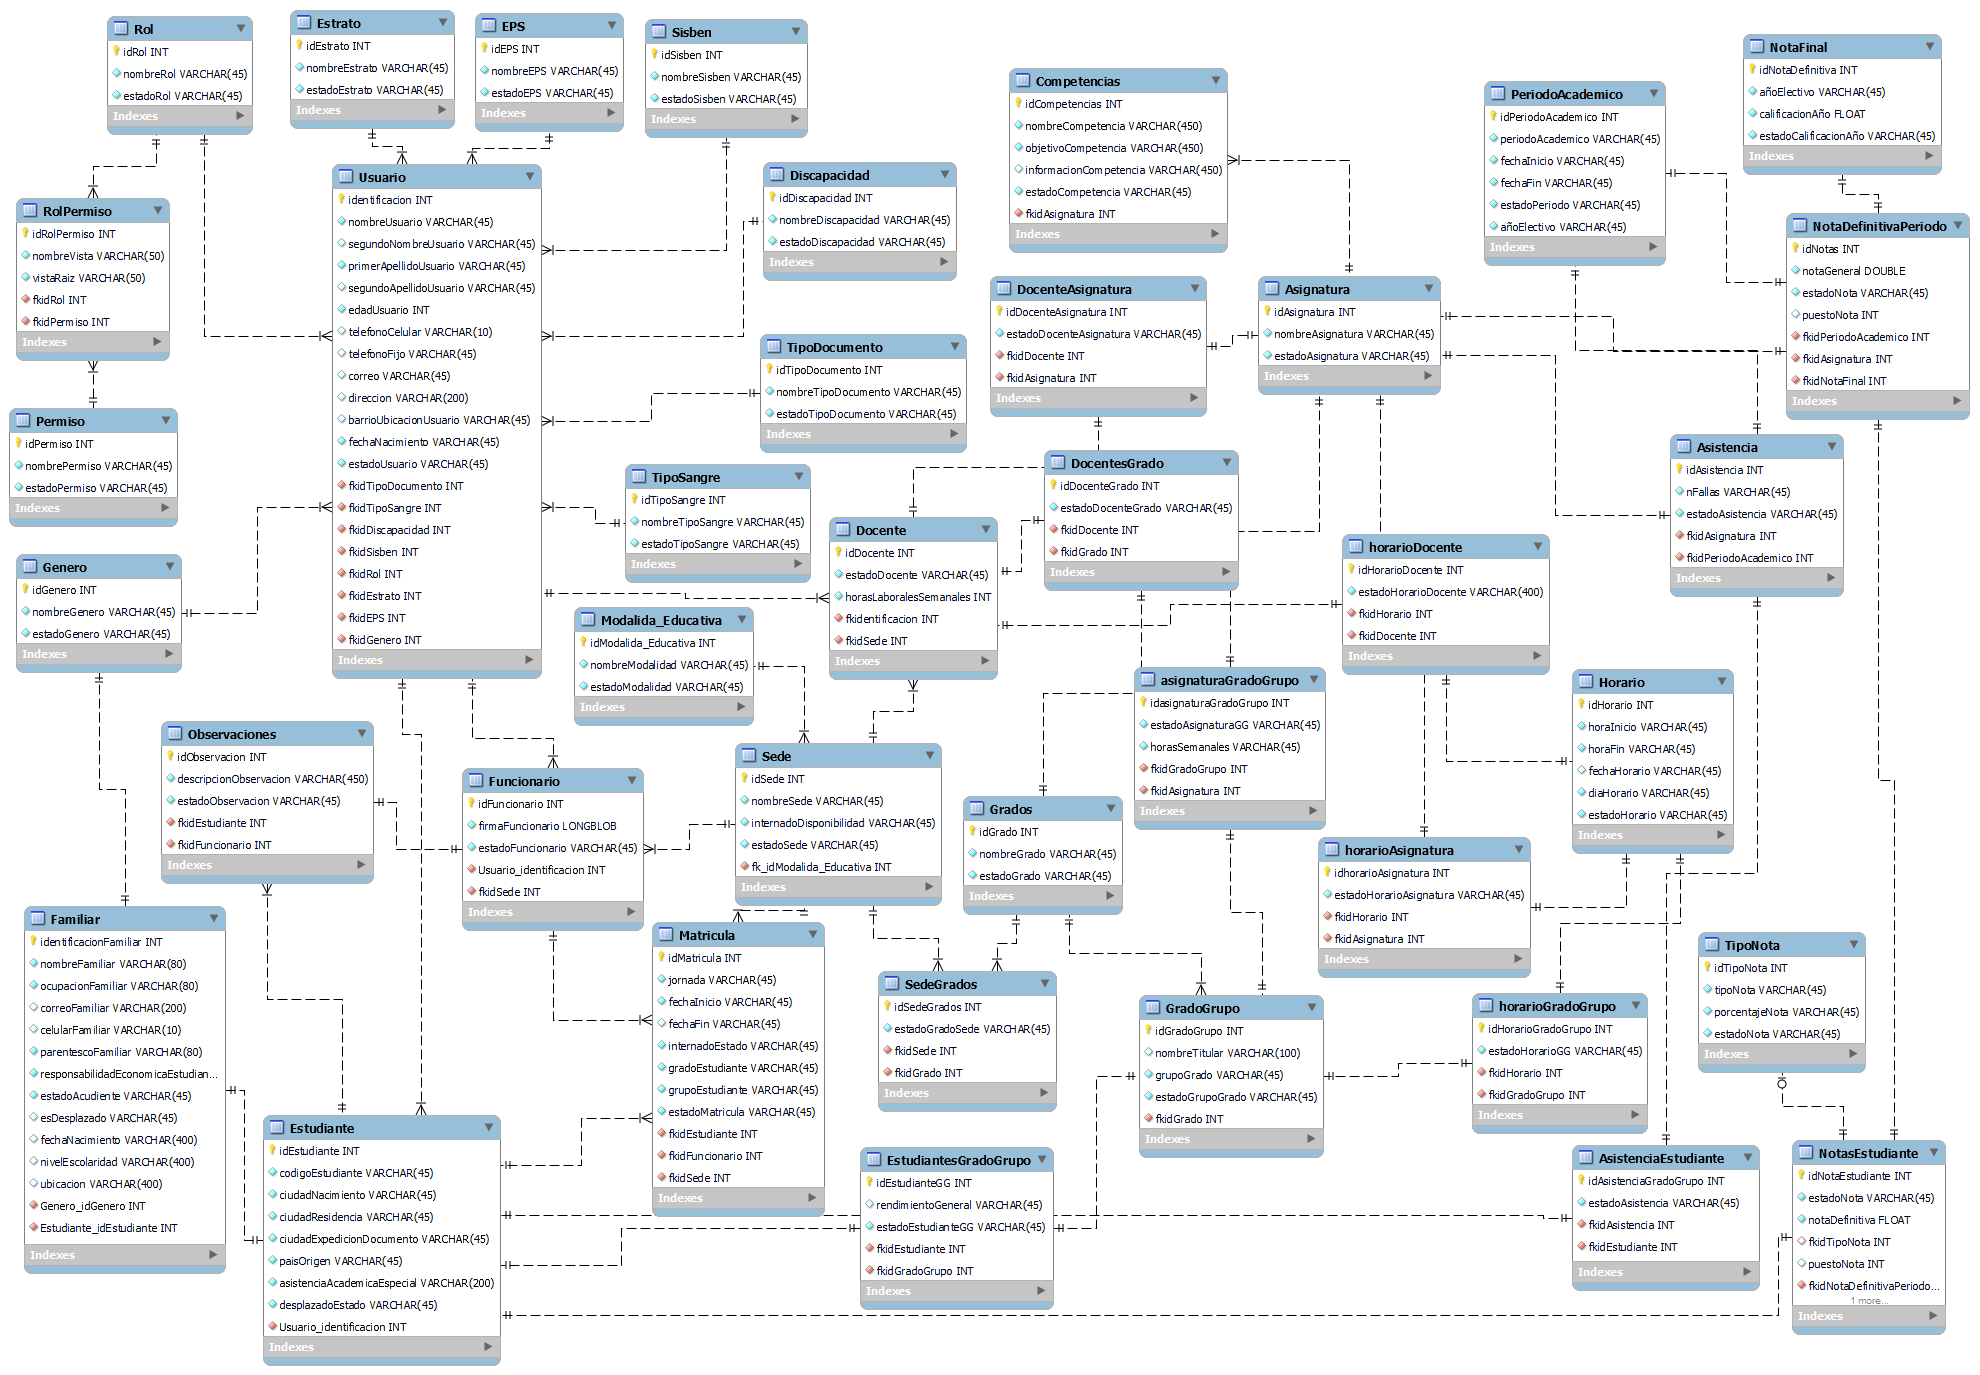 Rol
idRol INT
nombreRol VARCHAR(45)
estadoRol VARCHAR(45)
Indexes
Estrato
idEstrato INT
nombreEstrato VARCHAR(45)
estadoEstrato VARCHAR(45)
Indexes
EPS
idEPS INT
nombreEPS VARCHAR(45)
estadoEPS VARCHAR(45)
Indexes
Sisben
idSisben INT
nombreSisben VARCHAR(45)
estadoSisben VARCHAR(45)
Indexes
Competencias
idCompetencias INT
nombreCompetencia VARCHAR(450)
objetivoCompetencia VARCHAR(450)
informacionCompetencia VARCHAR(450)
estadoCompetencia VARCHAR(45)
fkidAsignatura INT
Indexes
PeriodoAcademico
idPeriodoAcademico INT
periodoAcademico VARCHAR(45)
fechaInicio VARCHAR(45)
fechaFin VARCHAR(45)
estadoPeriodo VARCHAR(45)
añoElectivo VARCHAR(45)
Indexes
NotaFinal
idNotaDefinitiva INT
añoElectivo VARCHAR(45)
calificacionAño FLOAT
estadoCalificacionAño VARCHAR(45)
Indexes
RolPermiso
idRolPermiso INT
nombreVista VARCHAR(50)
vistaRaiz VARCHAR(50)
fkidRol INT
fkidPermiso INT
Indexes
Usuario
identificacion INT
nombreUsuario VARCHAR(45)
segundoNombreUsuario VARCHAR(45)
primerApellidoUsuario VARCHAR(45)
segundoApellidoUsuario VARCHAR(45)
edadUsuario INT
telefonoCelular VARCHAR(10)
telefonoFijo VARCHAR(45)
correo VARCHAR(45)
direccion VARCHAR(200)
barrioUbicacionUsuario VARCHAR(45)
fechaNacimiento VARCHAR(45)
estadoUsuario VARCHAR(45)
fkidTipoDocumento INT
fkidTipoSangre INT
fkidDiscapacidad INT
fkidSisben INT
fkidRol INT
fkidEstrato INT
fkidEPS INT
fkidGenero INT
Indexes
Discapacidad
idDiscapacidad INT
nombreDiscapacidad VARCHAR(45)
estadoDiscapacidad VARCHAR(45)
Indexes
NotaDefinitivaPeriodo
idNotas INT
notaGeneral DOUBLE
estadoNota VARCHAR(45)
puestoNota INT
fkidPeriodoAcademico INT
fkidAsignatura INT
fkidNotaFinal INT
Indexes
DocenteAsignatura
idDocenteAsignatura INT
estadoDocenteAsignatura VARCHAR(45)
fkidDocente INT
fkidAsignatura INT
Indexes
Asignatura
idAsignatura INT
nombreAsignatura VARCHAR(45)
estadoAsignatura VARCHAR(45)
Indexes
TipoDocumento
idTipoDocumento INT
nombreTipoDocumento VARCHAR(45)
estadoTipoDocumento VARCHAR(45)
Indexes
Permiso
idPermiso INT
nombrePermiso VARCHAR(45)
estadoPermiso VARCHAR(45)
Indexes
TipoSangre
idTipoSangre INT
nombreTipoSangre VARCHAR(45)
estadoTipoSangre VARCHAR(45)
Indexes
DocentesGrado
idDocenteGrado INT
estadoDocenteGrado VARCHAR(45)
fkidDocente INT
fkidGrado INT
Indexes
Asistencia
idAsistencia INT
nFallas VARCHAR(45)
estadoAsistencia VARCHAR(45)
fkidAsignatura INT
fkidPeriodoAcademico INT
Indexes
Docente
idDocente INT
estadoDocente VARCHAR(45)
horasLaboralesSemanales INT
fkidentificacion INT
fkidSede INT
Indexes
horarioDocente
idHorarioDocente INT
estadoHorarioDocente VARCHAR(400)
fkidHorario INT
fkidDocente INT
Indexes
Genero
idGenero INT
nombreGenero VARCHAR(45)
estadoGenero VARCHAR(45)
Indexes
Modalida_Educativa
idModalida_Educativa INT
nombreModalidad VARCHAR(45)
estadoModalidad VARCHAR(45)
Indexes
asignaturaGradoGrupo
idasignaturaGradoGrupo INT
estadoAsignaturaGG VARCHAR(45)
horasSemanales VARCHAR(45)
fkidGradoGrupo INT
fkidAsignatura INT
Indexes
Horario
idHorario INT
horaInicio VARCHAR(45)
horaFin VARCHAR(45)
fechaHorario VARCHAR(45)
diaHorario VARCHAR(45)
estadoHorario VARCHAR(45)
Indexes
Observaciones
idObservacion INT
descripcionObservacion VARCHAR(450)
estadoObservacion VARCHAR(45)
fkidEstudiante INT
fkidFuncionario INT
Indexes
Funcionario
idFuncionario INT
firmaFuncionario LONGBLOB
estadoFuncionario VARCHAR(45)
Usuario_identificacion INT
fkidSede INT
Indexes
Sede
idSede INT
nombreSede VARCHAR(45)
internadoDisponibilidad VARCHAR(45)
estadoSede VARCHAR(45)
fk_idModalida_Educativa INT
Indexes
Grados
idGrado INT
nombreGrado VARCHAR(45)
estadoGrado VARCHAR(45)
Indexes
horarioAsignatura
idhorarioAsignatura INT
estadoHorarioAsignatura VARCHAR(45)
fkidHorario INT
fkidAsignatura INT
Indexes
Familiar
identificacionFamiliar INT
nombreFamiliar VARCHAR(80)
ocupacionFamiliar VARCHAR(80)
correoFamiliar VARCHAR(200)
celularFamiliar VARCHAR(10)
parentescoFamiliar VARCHAR(80)
responsabilidadEconomicaEstudian...
estadoAcudiente VARCHAR(45)
esDesplazado VARCHAR(45)
fechaNacimiento VARCHAR(400)
nivelEscolaridad VARCHAR(400)
ubicacion VARCHAR(400)
Genero_idGenero INT
Estudiante_idEstudiante INT
Indexes
Matricula
idMatricula INT
jornada VARCHAR(45)
fechaInicio VARCHAR(45)
fechaFin VARCHAR(45)
internadoEstado VARCHAR(45)
gradoEstudiante VARCHAR(45)
grupoEstudiante VARCHAR(45)
estadoMatricula VARCHAR(45)
fkidEstudiante INT
fkidFuncionario INT
fkidSede INT
Indexes
SedeGrados
idSedeGrados INT
estadoGradoSede VARCHAR(45)
fkidSede INT
fkidGrado INT
Indexes
GradoGrupo
idGradoGrupo INT
nombreTitular VARCHAR(100)
grupoGrado VARCHAR(45)
estadoGrupoGrado VARCHAR(45)
fkidGrado INT
Indexes
horarioGradoGrupo
idHorarioGradoGrupo INT
estadoHorarioGG VARCHAR(45)
fkidHorario INT
fkidGradoGrupo INT
Indexes
TipoNota
idTipoNota INT
tipoNota VARCHAR(45)
porcentajeNota VARCHAR(45)
estadoNota VARCHAR(45)
Indexes
Estudiante
idEstudiante INT
codigoEstudiante VARCHAR(45)
ciudadNacimiento VARCHAR(45)
ciudadResidencia VARCHAR(45)
ciudadExpedicionDocumento VARCHAR(45)
paisOrigen VARCHAR(45)
asistenciaAcademicaEspecial VARCHAR(200)
desplazadoEstado VARCHAR(45)
Usuario_identificacion INT
Indexes
EstudiantesGradoGrupo
idEstudianteGG INT
rendimientoGeneral VARCHAR(45)
estadoEstudianteGG VARCHAR(45)
fkidEstudiante INT
fkidGradoGrupo INT
Indexes
AsistenciaEstudiante
idAsistenciaGradoGrupo INT
estadoAsistencia VARCHAR(45)
fkidAsistencia INT
fkidEstudiante INT
Indexes
NotasEstudiante
idNotaEstudiante INT
estadoNota VARCHAR(45)
notaDefinitiva FLOAT
fkidTipoNota INT
puestoNota INT
fkidNotaDefinitivaPeriodo...
1 more...
Indexes